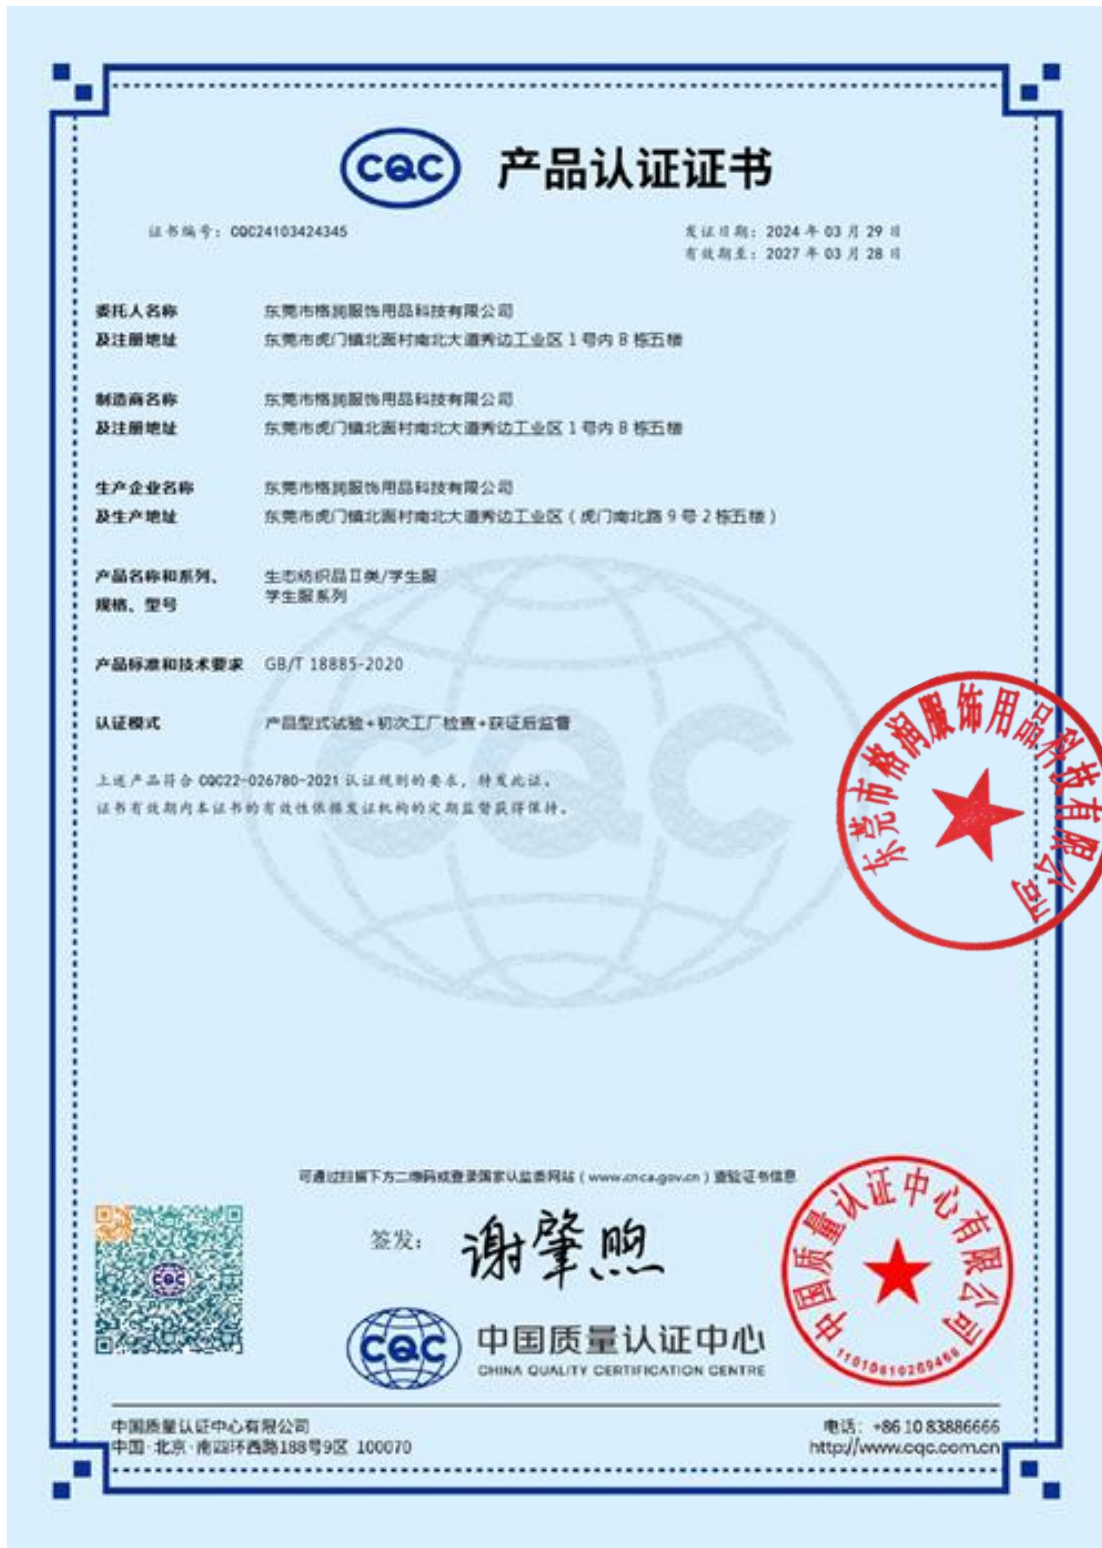 CQC 产品认证证书
证书编号：CQC24103424345
发证日期：2024 年 03 月 29 日
有效期至：2027 年 03 月 28 日
委托人名称 东莞市格润服饰用品科技有限公司
及注册地址 东莞市虎门镇北面村南北大道秀边工业区 1 号内 B 栋五楼
制造商名称 东莞市格润服饰用品科技有限公司
及注册地址 东莞市虎门镇北面村南北大道秀边工业区 1 号内 B 栋五楼
生产企业名称 东莞市格润服饰用品科技有限公司
及生产地址 东莞市虎门镇北面村南北大道秀边工业区（虎门南北路 9 号 2 栋五楼）
产品名称和系列、 生态纺织品Ⅱ类/学生服
规格、型号 学生服系列
产品标准和技术要求 GB/T 18885-2020
认证模式 产品型式试验+初次工厂检查+获证后监督
上述产品符合 CQC22-026780-2021 认证规则的要求，特发此证。
证书有效期内本证书的有效性依据发证机构的定期监督获得保持。
CQC
东莞市格润服饰用品科技有限公司
可通过扫描下方二维码或登录国家认监委网站（www.cnca.gov.cn）查验证书信息
CQC
签发：谢肇煦
CQC 中国质量认证中心
CHINA QUALITY CERTIFICATION CENTRE
中国质量认证中心有限公司
11010610269466
中国质量认证中心有限公司
中国·北京·南四环西路188号9区 100070
电话：+86 10 83886666
http://www.cqc.com.cn